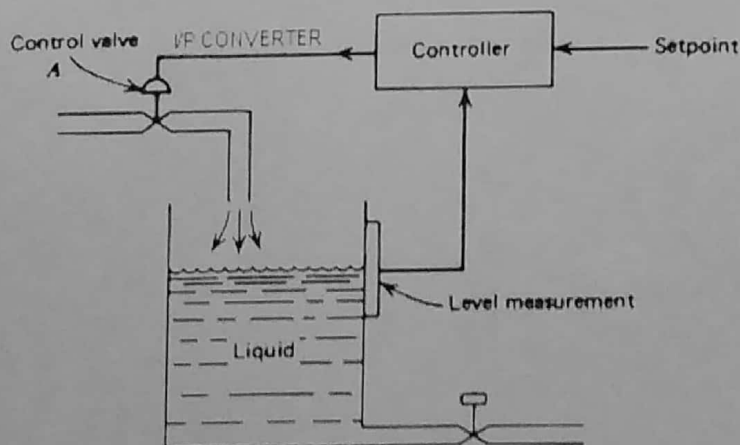 Control valve
A
I/P CONVERTER
Controller
Setpoint
Level measurement
Liquid